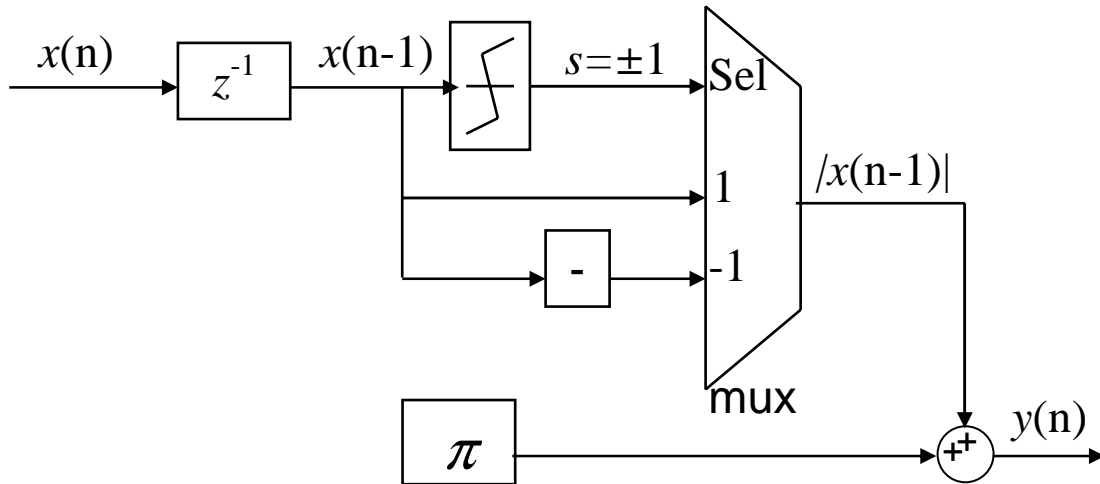 x(n)
z⁻¹
x(n-1)
s=±1
Sel
1
|x(n-1)|
-
-1
mux
π
+
+
y(n)